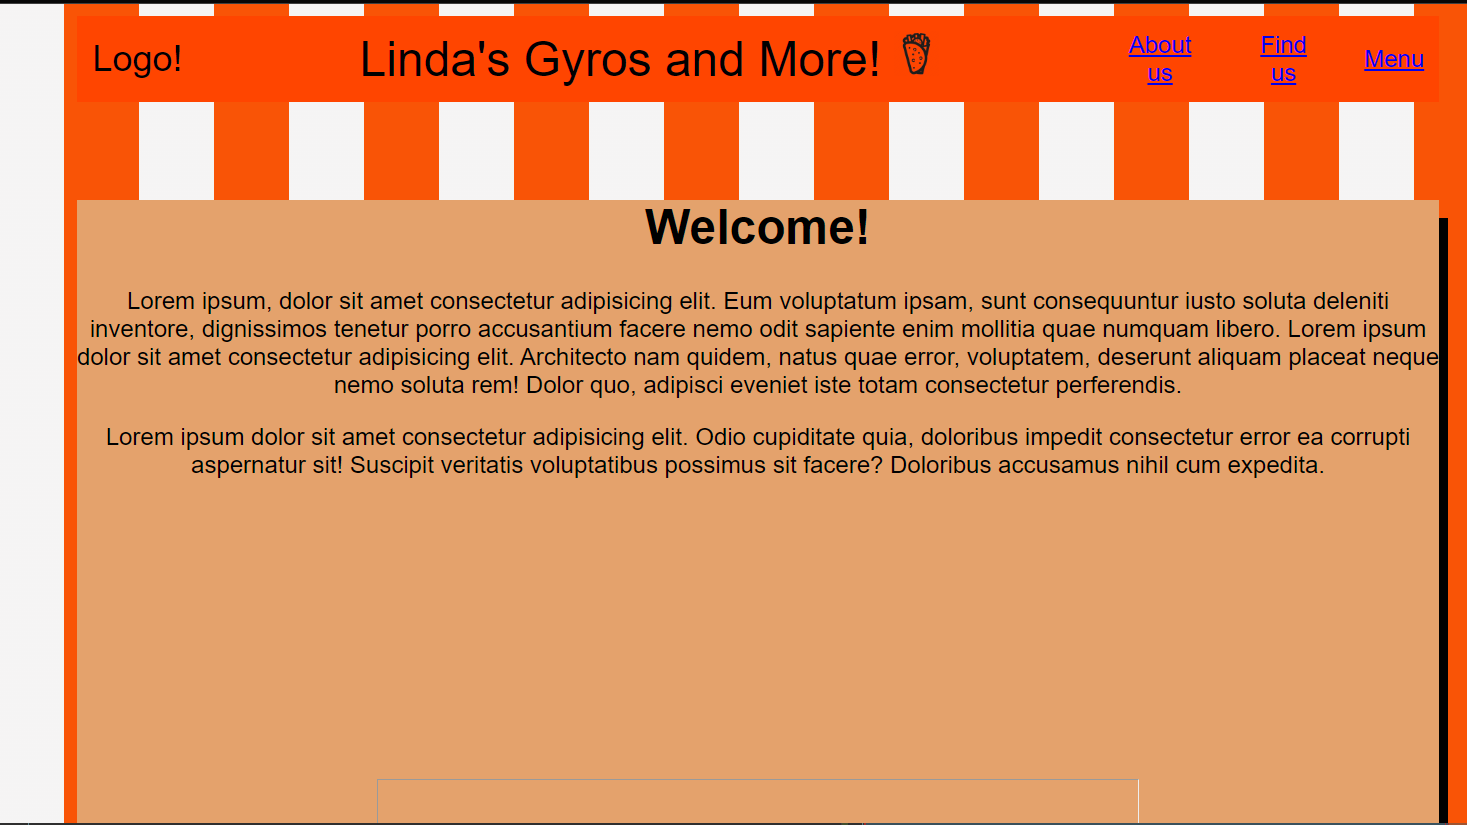 Logo!
Linda's Gyros and More!
About
us
Find
us
Menu
Welcome!
Lorem ipsum, dolor sit amet consectetur adipisicing elit. Eum voluptatum ipsam, sunt consequuntur iusto soluta deleniti
inventore, dignissimos tenetur porro accusantium facere nemo odit sapiente enim mollitia quae numquam libero. Lorem ipsum
dolor sit amet consectetur adipisicing elit. Architecto nam quidem, natus quae error, voluptatem, deserunt aliquam placeat neque
nemo soluta rem! Dolor quo, adipisci eveniet iste totam consectetur perferendis.
Lorem ipsum dolor sit amet consectetur adipisicing elit. Odio cupiditate quia, doloribus impedit consectetur error ea corrupti
aspernatur sit! Suscipit veritatis voluptatibus possimus sit facere? Doloribus accusamus nihil cum expedita.